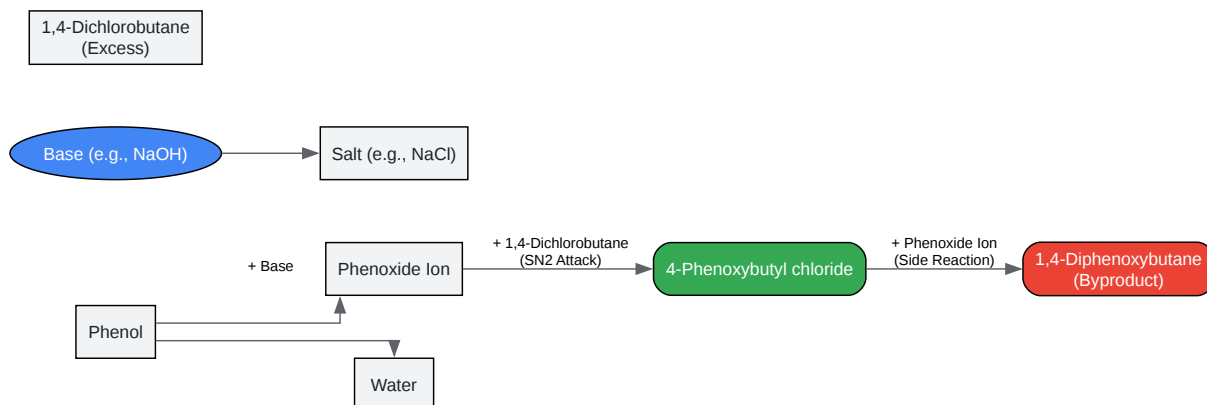 1,4-Dichlorobutane
(Excess)
Base (e.g., NaOH)
Salt (e.g., NaCl)
+ Base
Phenoxide Ion
+ 1,4-Dichlorobutane
(SN2 Attack)
4-Phenoxybutyl chloride
+ Phenoxide Ion
(Side Reaction)
1,4-Diphenoxybutane
(Byproduct)
Phenol
Water